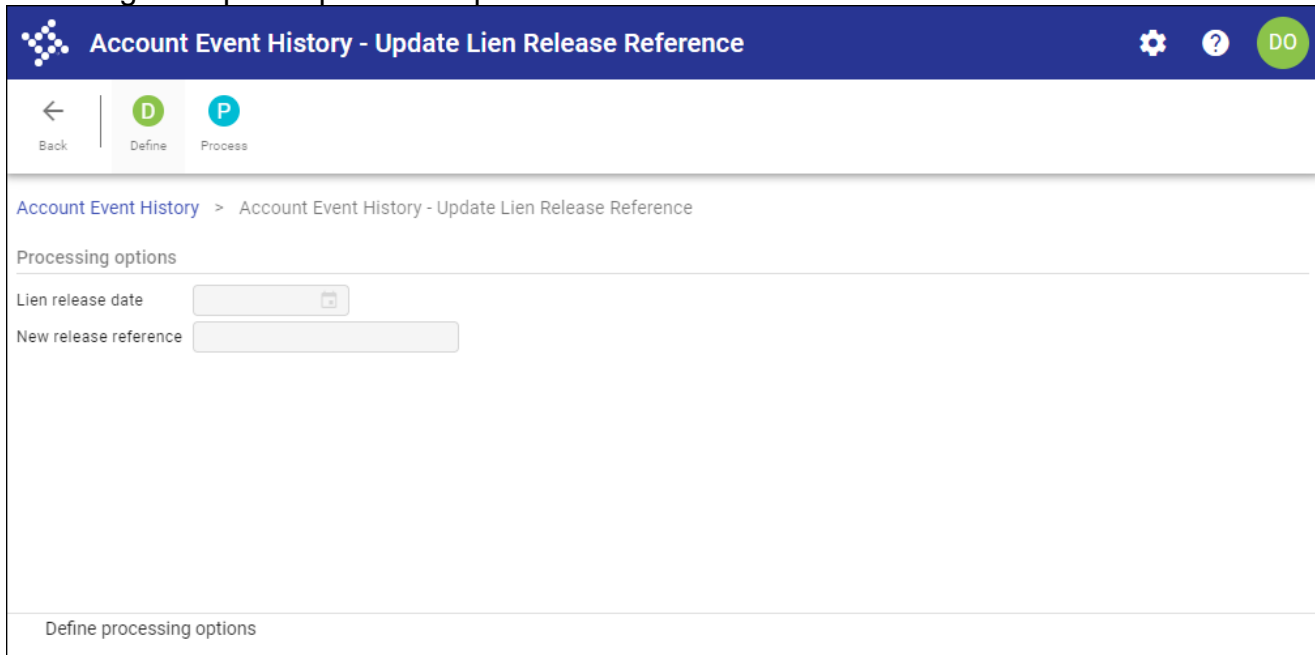 Account Event History - Update Lien Release Reference
? DO
D P
Back Define Process
Account Event History > Account Event History - Update Lien Release Reference
Processing options
Lien release date
New release reference
Define processing options